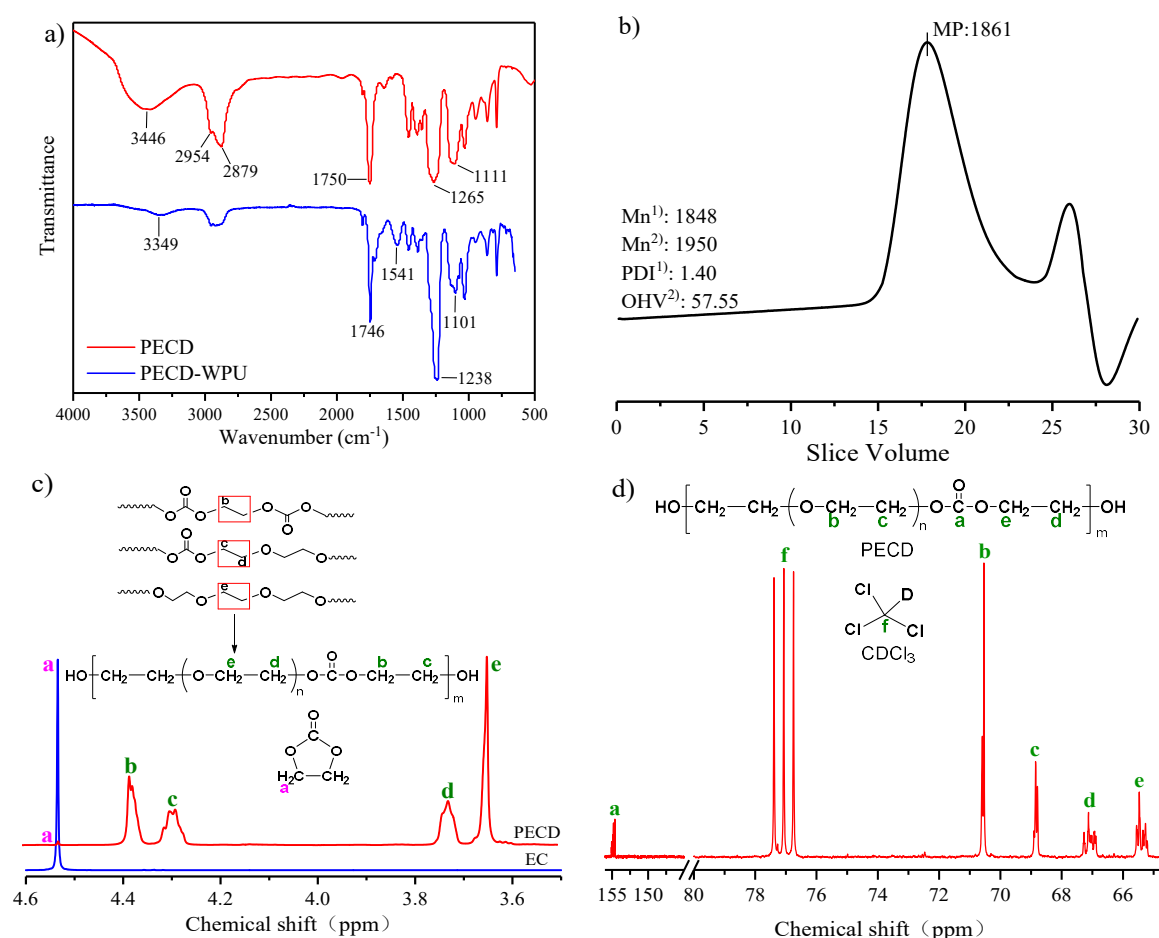 a)
3446
2954
2879
1750
1265
1111
3349
1746
1541
1101
1238
PECD
PECD-WPU
Transmittance
4000 3500 3000 2500 2000 1500 1000 500
Wavenumber (cm⁻¹)
b)
MP:1861
Mn¹⁾: 1848
Mn²⁾: 1950
PDI¹⁾: 1.40
OHV²⁾: 57.55
0 5 10 15 20 25 30
Slice Volume
c)
O O O b O O O
O O O c d O O
O O e O O
HO[CH₂-CH₂-(O-CH₂-CH₂)n-O-C(=O)-O-CH₂-CH₂]m-OH
e d b c
O
O O
H₂C-CH₂
a
a
a
b
c
d
e
PECD
EC
4.6 4.4 4.2 4.0 3.8 3.6
Chemical shift（ppm）
d)
HO[CH₂-CH₂-(O-CH₂-CH₂)n-O-C(=O)-O-CH₂-CH₂]m-OH
b c a e d
PECD
Cl D
Cl f Cl
CDCl₃
a
f
b
c
d
e
155 150 80 78 76 74 72 70 68 66
Chemical shift（ppm）